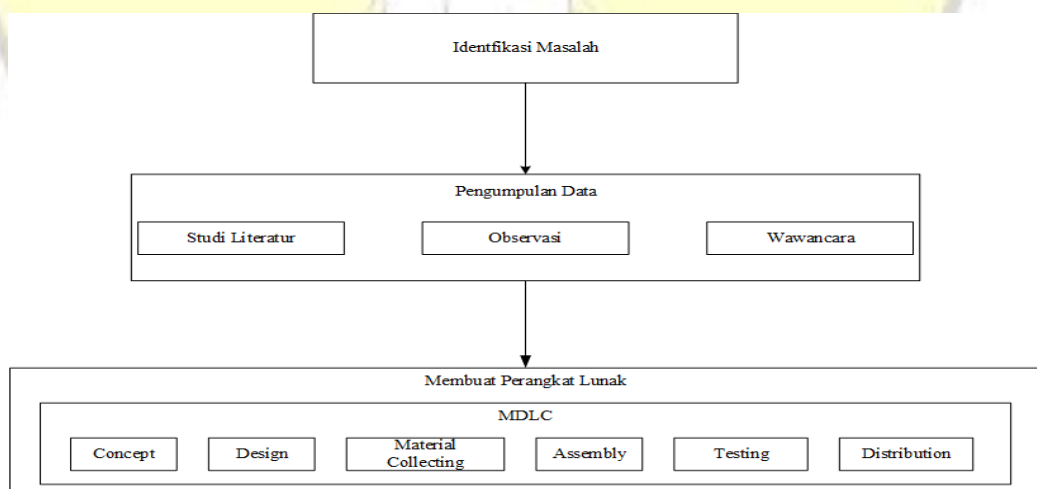 Identfikasi Masalah
Pengumpulan Data
Studi Literatur
Observasi
Wawancara
Membuat Perangkat Lunak
MDLC
Concept
Design
Material
Collecting
Assembly
Testing
Distribution